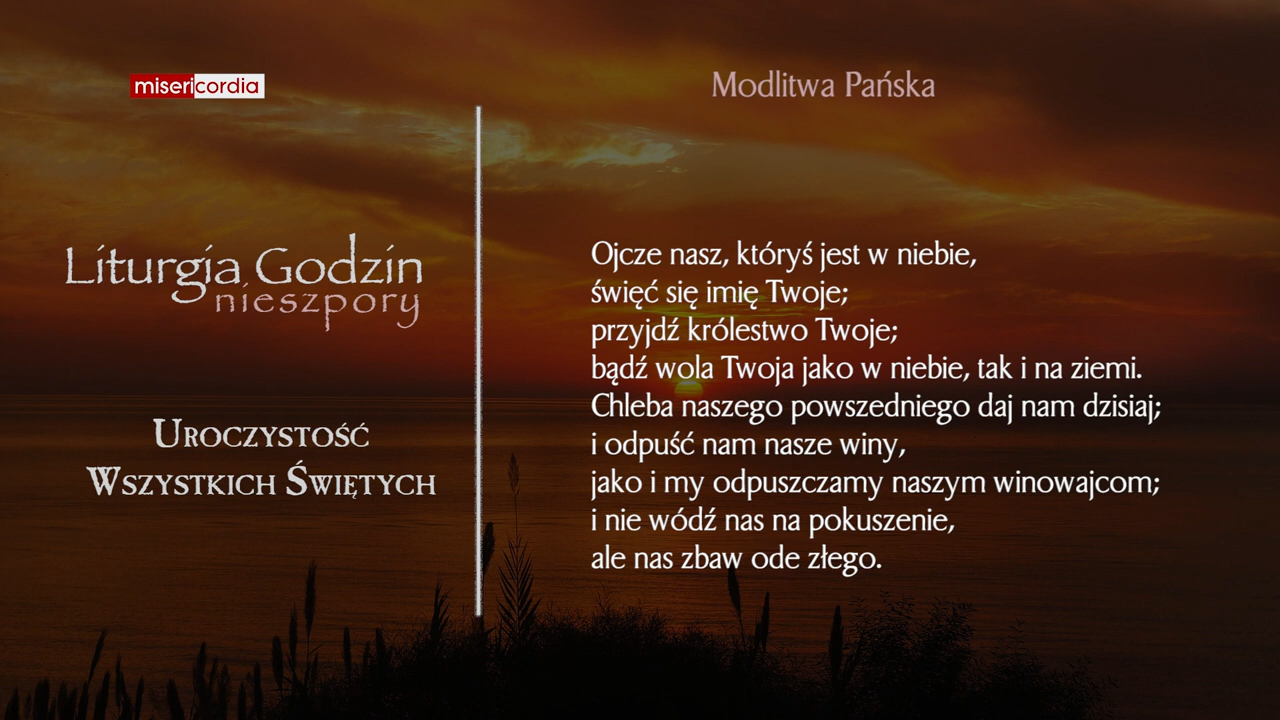 misericordia
Liturgia Godzin
nieszpory
Uroczystość
Wszystkich Świętych
Modlitwa Pańska
Ojcze nasz, któryś jest w niebie,
święć się imię Twoje;
przyjdź królestwo Twoje;
bądź wola Twoja jako w niebie, tak i na ziemi.
Chleba naszego powszedniego daj nam dzisiaj;
i odpuść nam nasze winy,
jako i my odpuszczamy naszym winowajcom;
i nie wódź nas na pokuszenie,
ale nas zbaw ode złego.